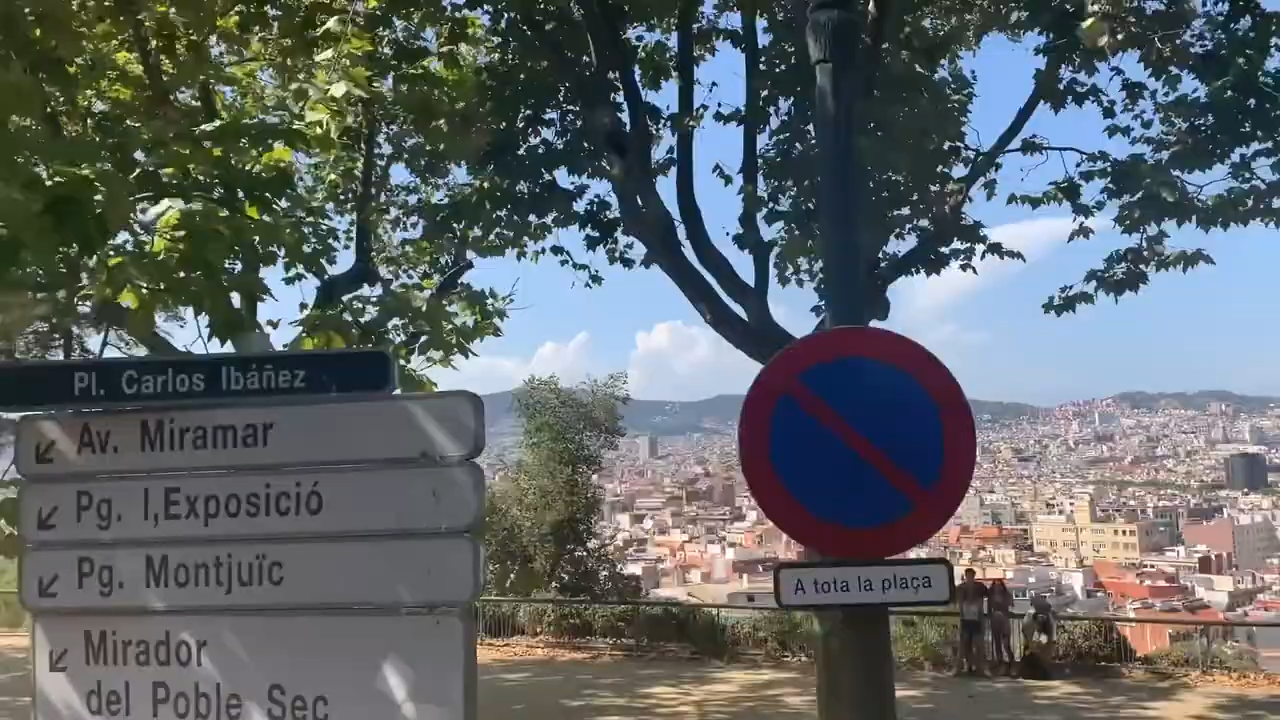 Pl. Carlos Ibáñez
Av. Miramar
Pg. l,Exposició
Pg. Montjuïc
Mirador
del Poble Sec
A tota la plaça